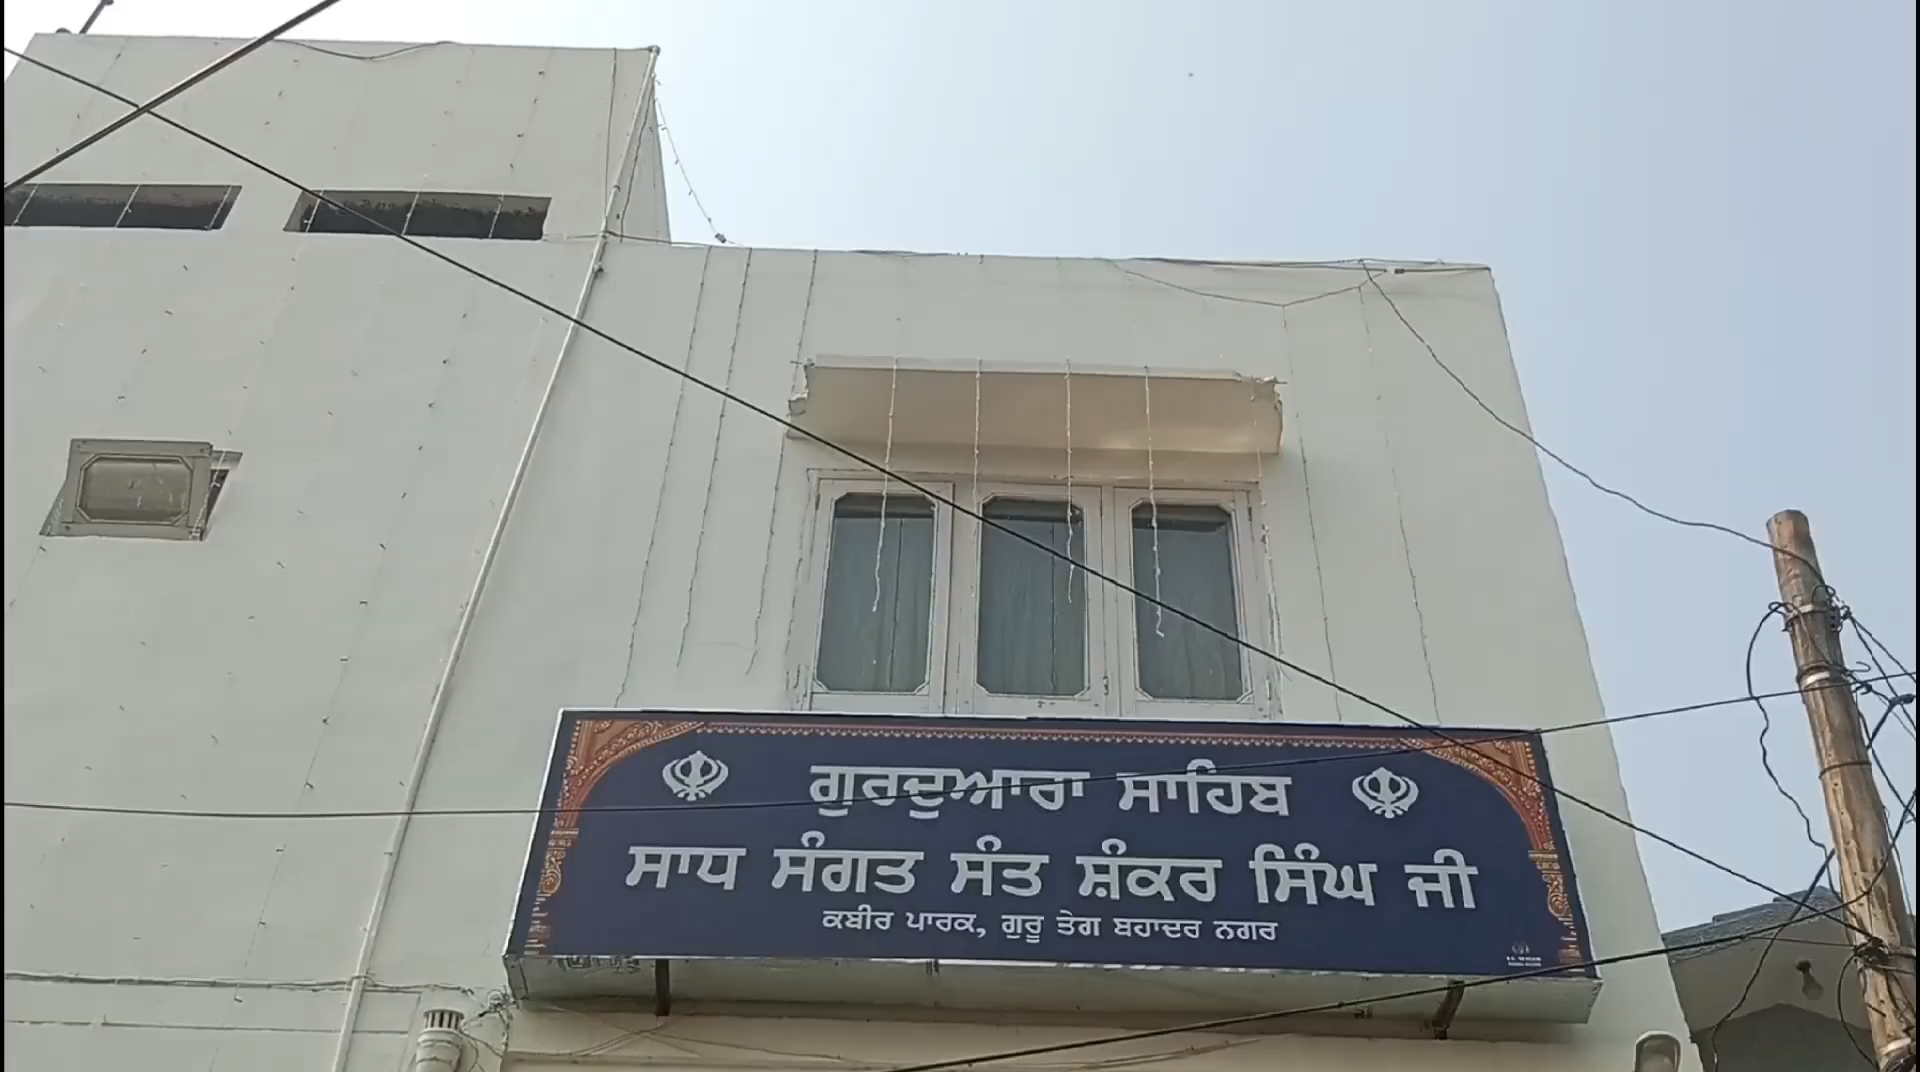 ਗੁਰਦੁਆਰਾ ਸਾਹਿਬ
ਸਾਧ ਸੰਗਤ ਸੰਤ ਸ਼ੰਕਰ ਸਿੰਘ ਜੀ
ਕਬੀਰ ਪਾਰਕ, ਗੁਰੂ ਤੇਗ ਬਹਾਦਰ ਨਗਰ